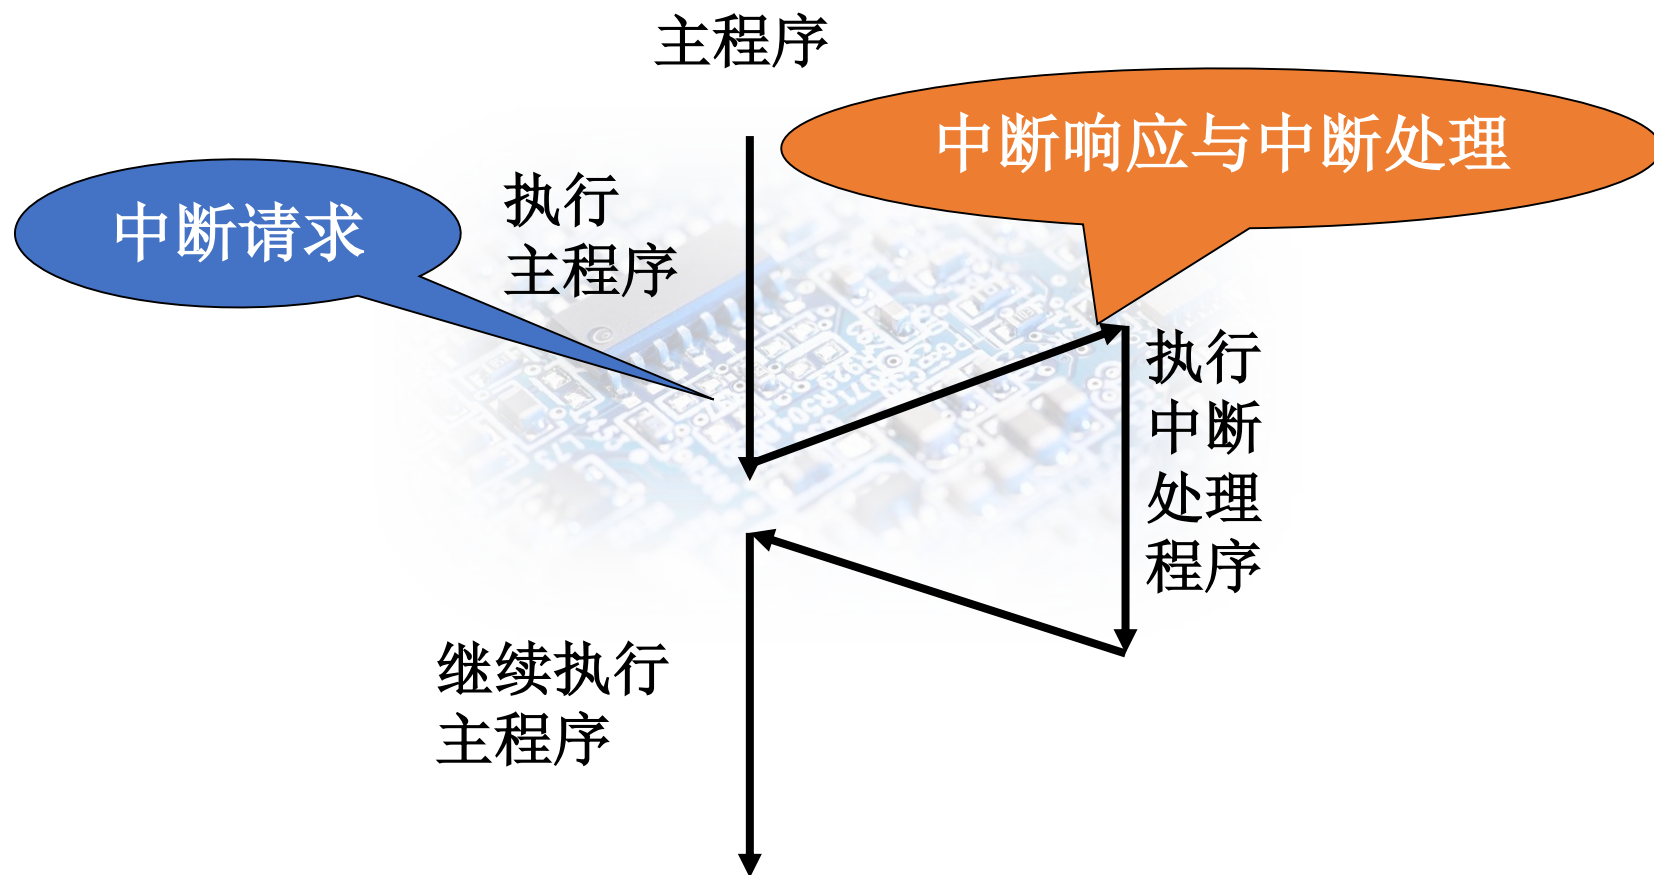 主程序
中断响应与中断处理
中断请求
执行
主程序
执行
中断
处理
程序
继续执行
主程序